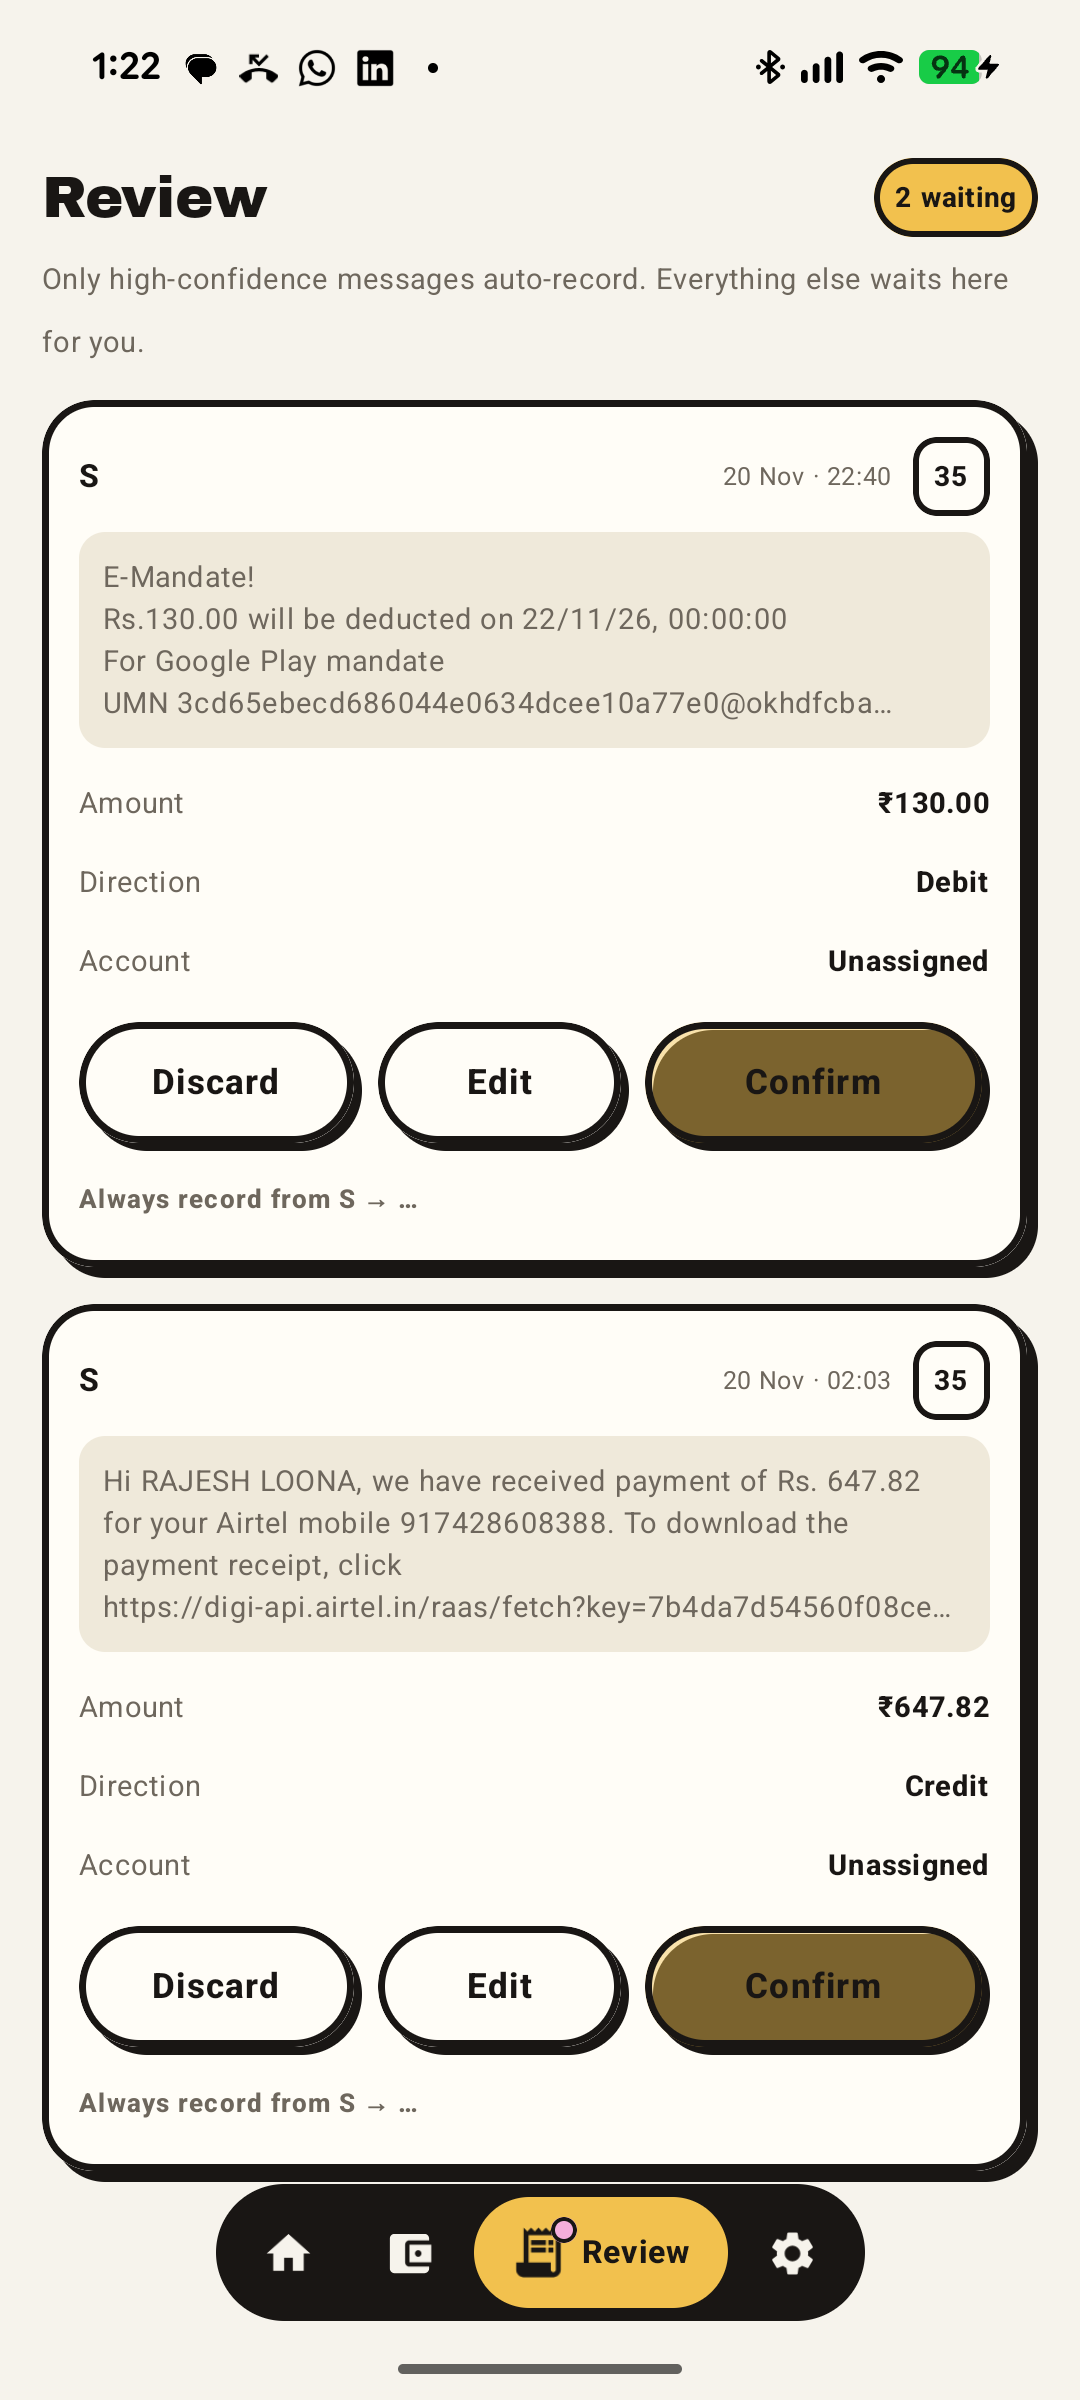 1:22
94
Review
2 waiting
Only high-confidence messages auto-record. Everything else waits here
for you.
S
20 Nov · 22:40
35
E-Mandate!
Rs.130.00 will be deducted on 22/11/26, 00:00:00
For Google Play mandate
UMN 3cd65ebecd686044e0634dcee10a77e0@okhdfcba…
Amount ₹130.00
Direction Debit
Account Unassigned
Discard Edit Confirm
Always record from S → …
S
20 Nov · 02:03
35
Hi RAJESH LOONA, we have received payment of Rs. 647.82
for your Airtel mobile 917428608388. To download the
payment receipt, click
https://digi-api.airtel.in/raas/fetch?key=7b4da7d54560f08ce…
Amount ₹647.82
Direction Credit
Account Unassigned
Discard Edit Confirm
Always record from S → …
Review